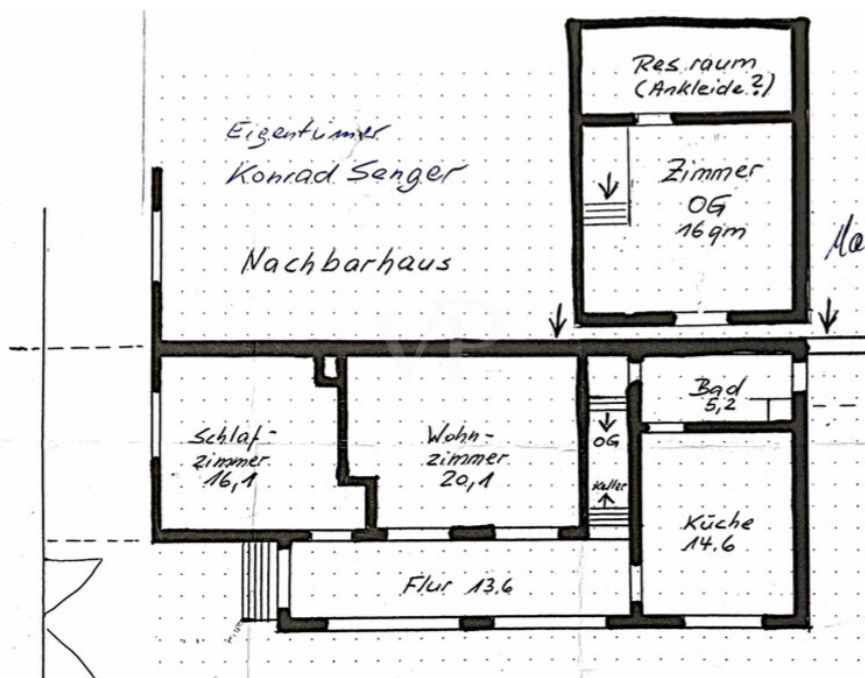 Res.raum
(Ankleide?)
Eigentümer
Konrad Senger
Zimmer
OG
16qm
Nachbarhaus
VP
Schlaf-
zimmer
16,1
Wohn-
zimmer
20,1
OG
Keller
Bad
5,2
Küche
14.6
Flur 13.6